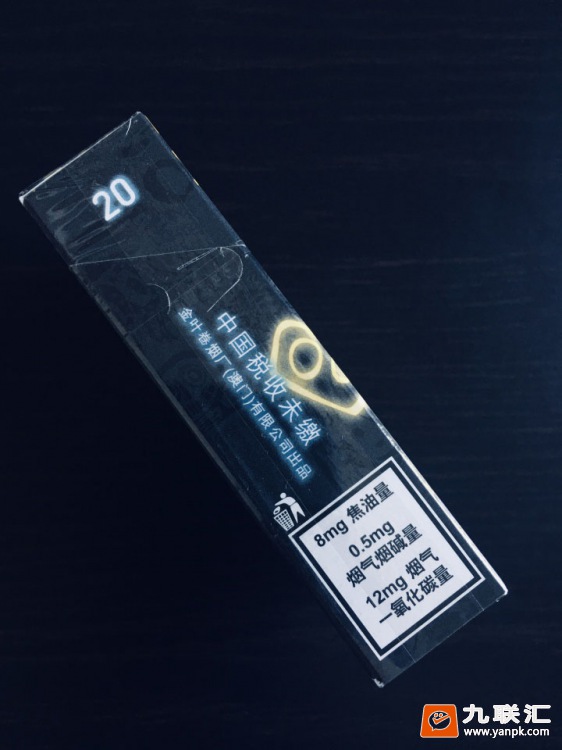 20
中国税收未缴
金叶卷烟厂(澳门)有限公司出品
8mg 焦油量
0.5mg
烟气烟碱量
12mg 烟气
一氧化碳量
九联汇
www.yanpk.com